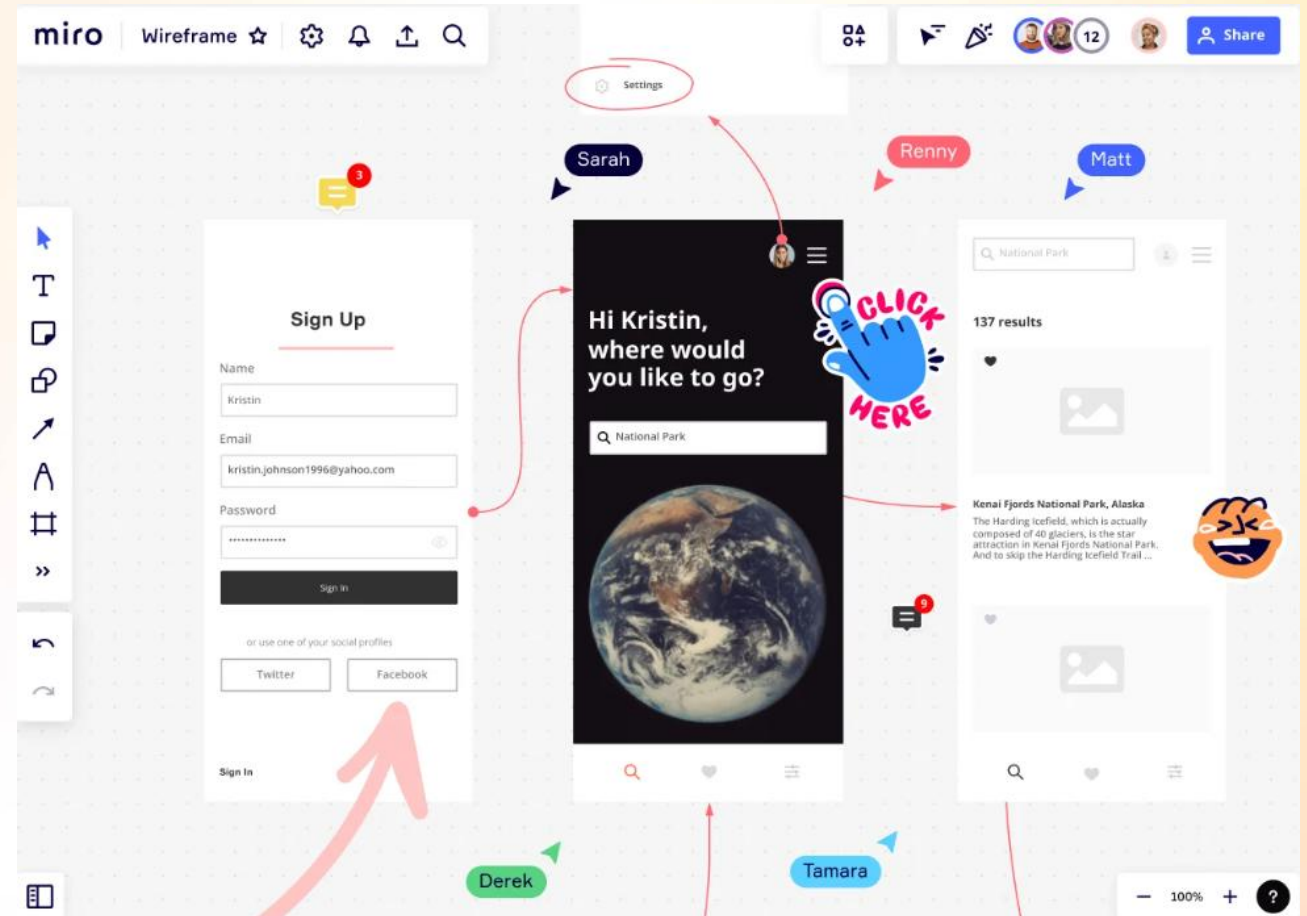 miro
Wireframe
12
Share
Settings
Sarah
Renny
Matt
3
Sign Up
Name
Kristin
Email
kristin.johnson1996@yahoo.com
Password
••••••••••••••
Sign In
or use one of your social profiles
Twitter
Facebook
Sign In
Hi Kristin,
where would
you like to go?
National Park
CLICK
HERE
National Park
137 results
Kenai Fjords National Park, Alaska
The Harding Icefield, which is actually
composed of 40 glaciers, is the star
attraction in Kenai Fjords National Park.
And to skip the Harding Icefield Trail ...
9
Derek
Tamara
100%
?